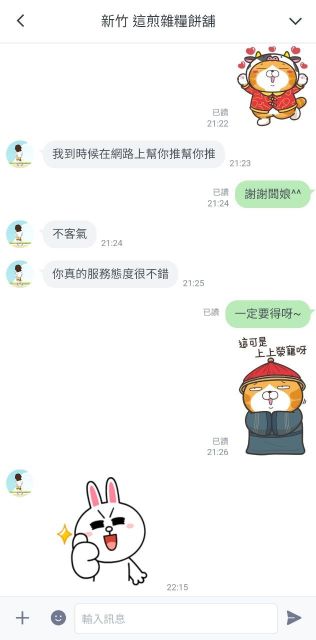 新竹 這煎雜糧餅舖
已讀
21:22
我到時候在網路上幫你推幫你推
21:23
已讀
21:24
謝謝闆娘^^
不客氣
21:24
你真的服務態度很不錯
21:25
已讀
一定要得呀~
這可是
上上榮寵呀
已讀
21:26
22:15
輸入訊息